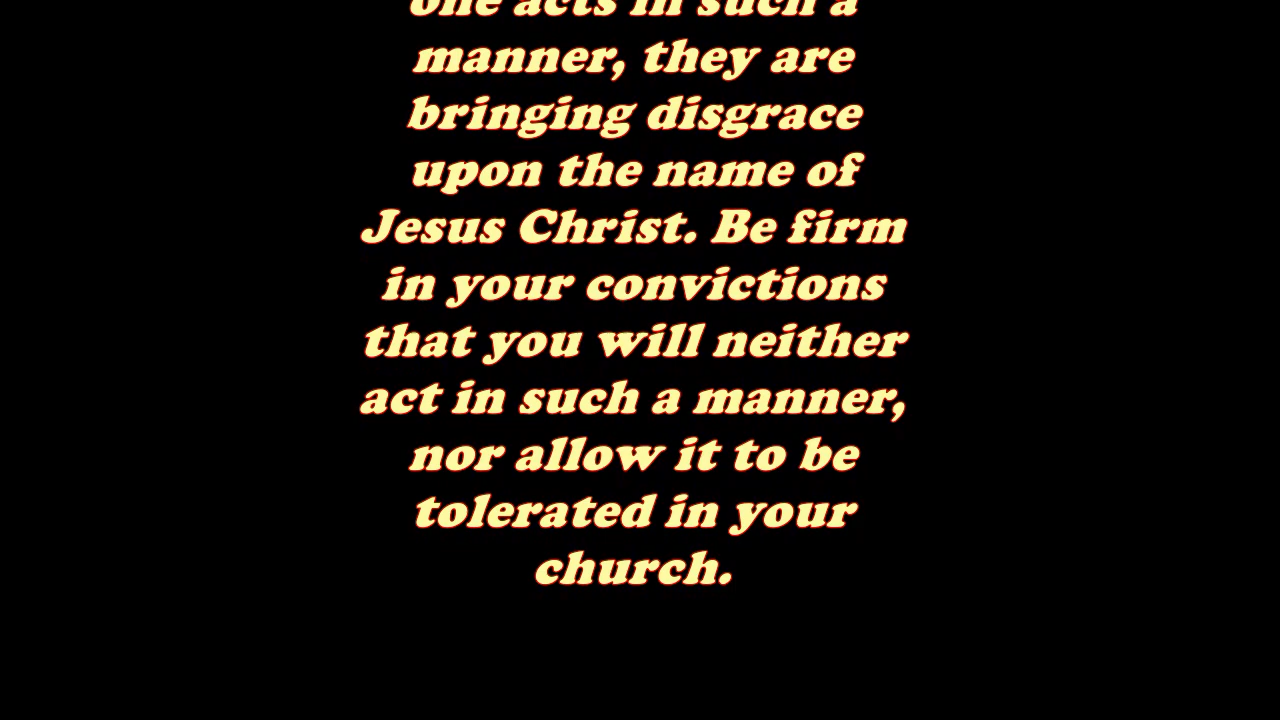 one acts in such a
manner, they are
bringing disgrace
upon the name of
Jesus Christ. Be firm
in your convictions
that you will neither
act in such a manner,
nor allow it to be
tolerated in your
church.